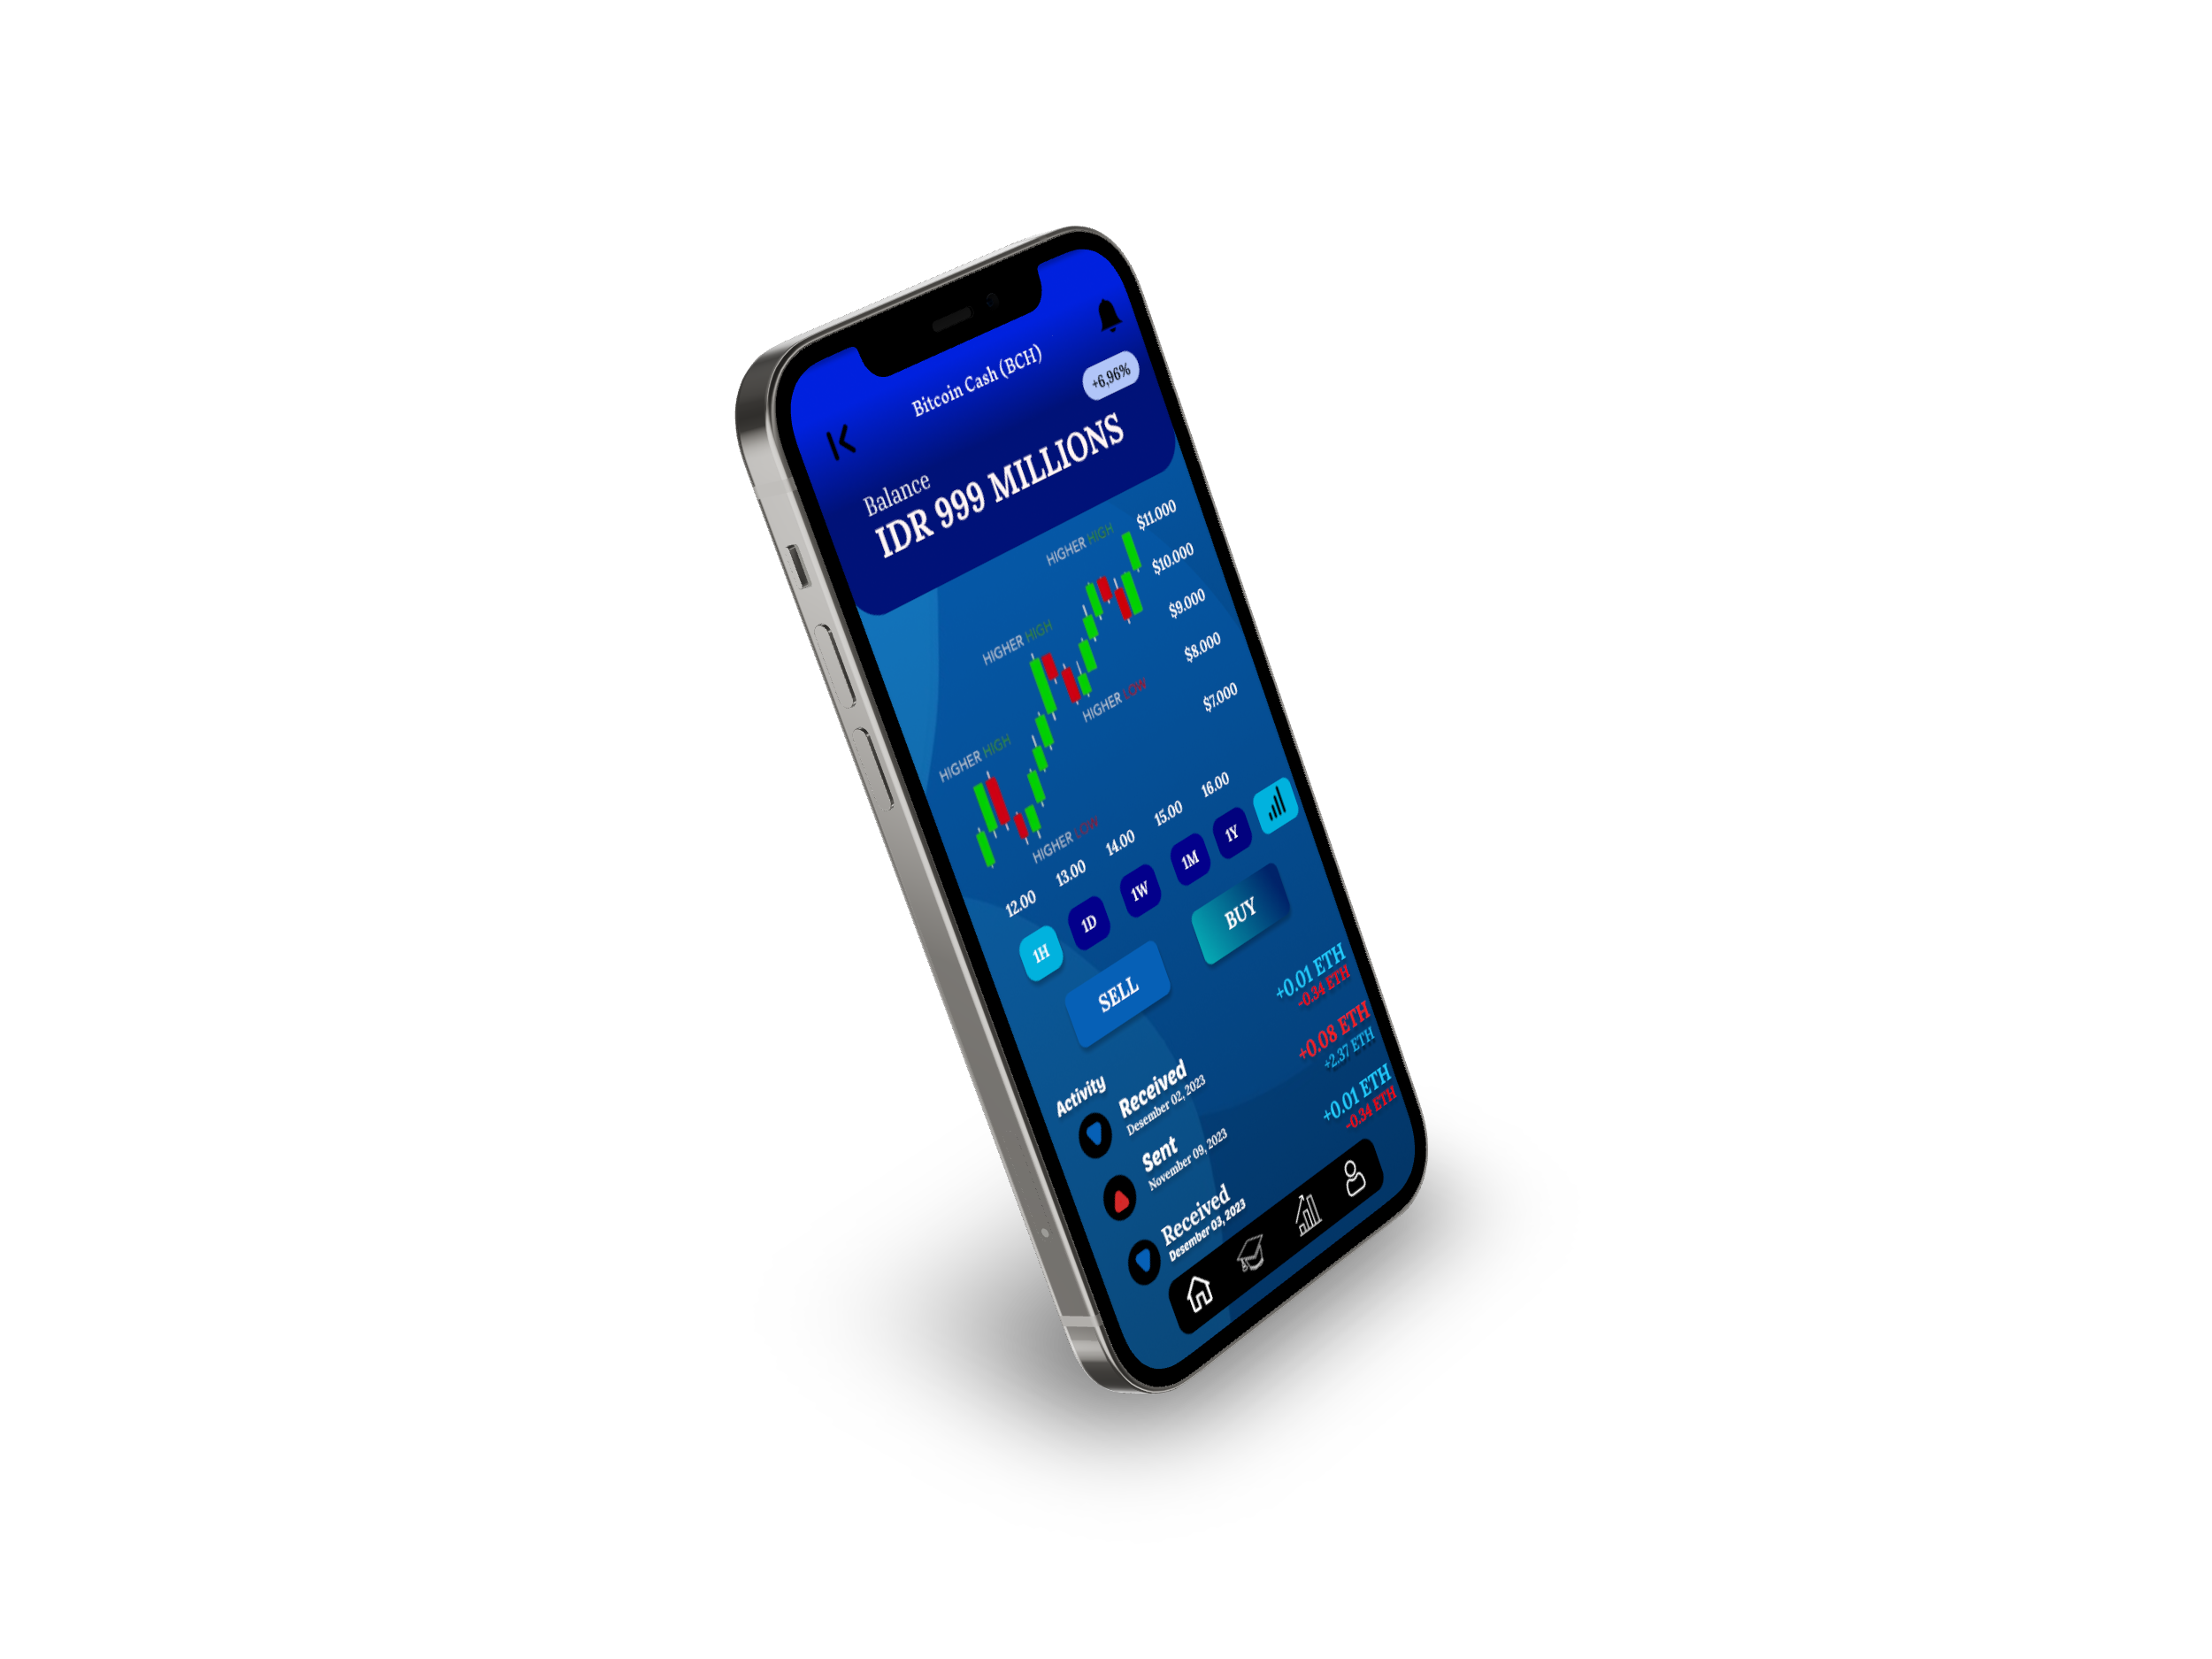 Bitcoin Cash (BCH)
+6,96%
Balance
IDR 999 MILLIONS
HIGHER HIGH
$11.000
$10.000
$9.000
HIGHER HIGH
$8.000
HIGHER LOW
$7.000
HIGHER HIGH
HIGHER LOW
12.00 13.00 14.00 15.00 16.00
1H 1D 1W 1M 1Y
SELL BUY
Activity
Received +0.01 ETH
Desember 02, 2023 -0.34 ETH
Sent +0.08 ETH
November 09, 2023 +2.37 ETH
Received +0.01 ETH
Desember 03, 2023 -0.34 ETH